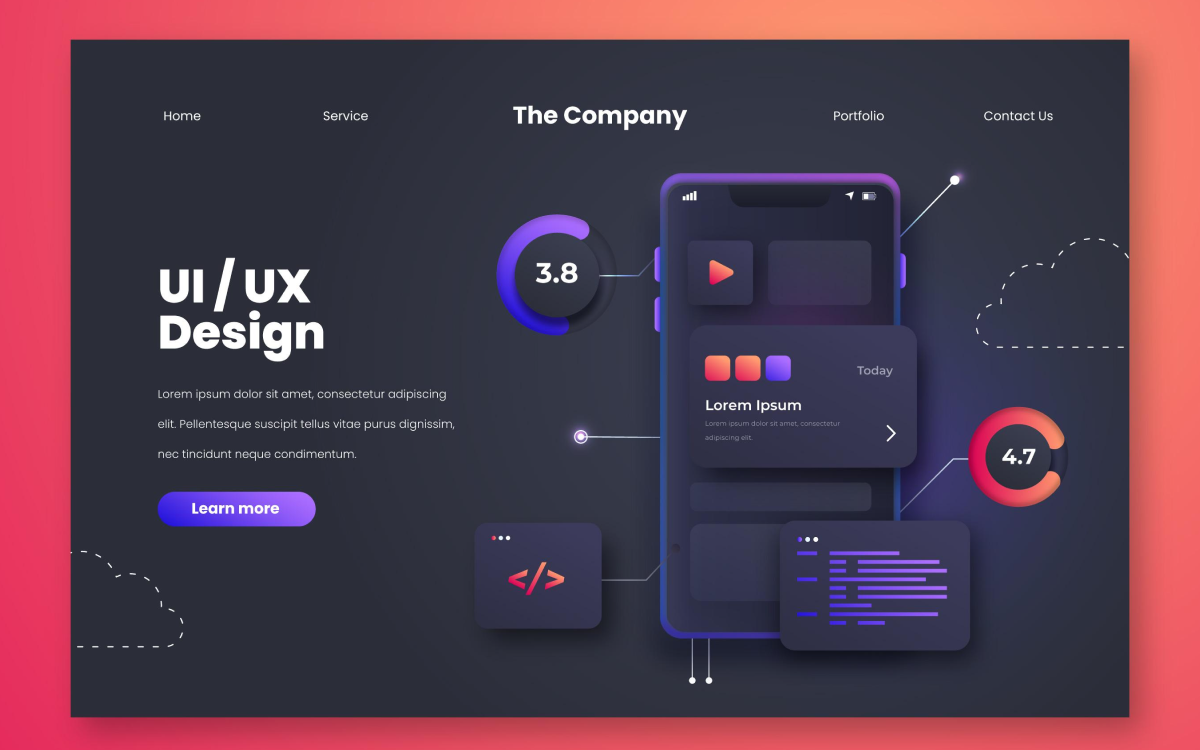 Home
Service
The Company
Portfolio
Contact Us
UI / UX
Design
Lorem ipsum dolor sit amet, consectetur adipiscing
elit. Pellentesque suscipit tellus vitae purus dignissim,
nec tincidunt neque condimentum.
Learn more
3.8
Today
Lorem Ipsum
Lorem ipsum dolor sit amet, consectetur
adipiscing elit.
4.7
</>